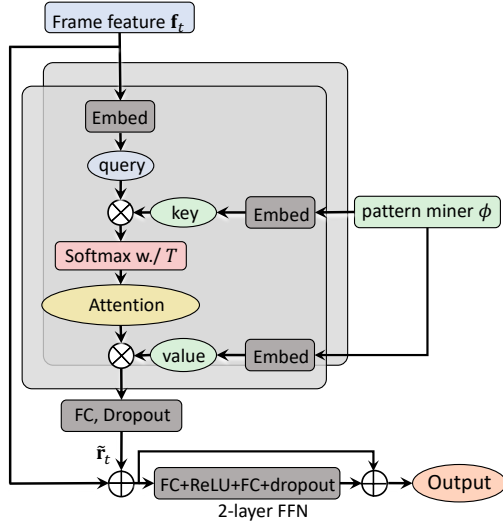 Frame feature f_t
Embed
query
key
Embed
pattern miner ϕ
Softmax w./ T
Attention
value
Embed
FC, Dropout
r̃_t
FC+ReLU+FC+dropout
Output
2-layer FFN